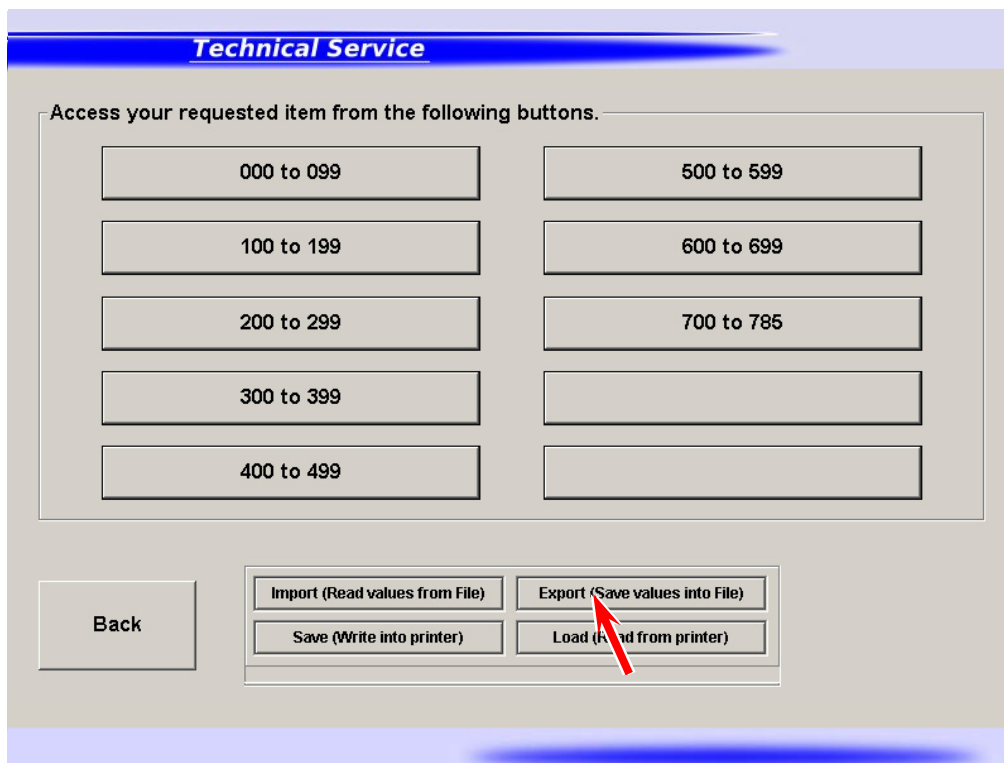 Technical Service
Access your requested item from the following buttons.
000 to 099
500 to 599
100 to 199
600 to 699
200 to 299
700 to 785
300 to 399
400 to 499
Back
Import (Read values from File)
Export (Save values into File)
Save (Write into printer)
Load (Read from printer)